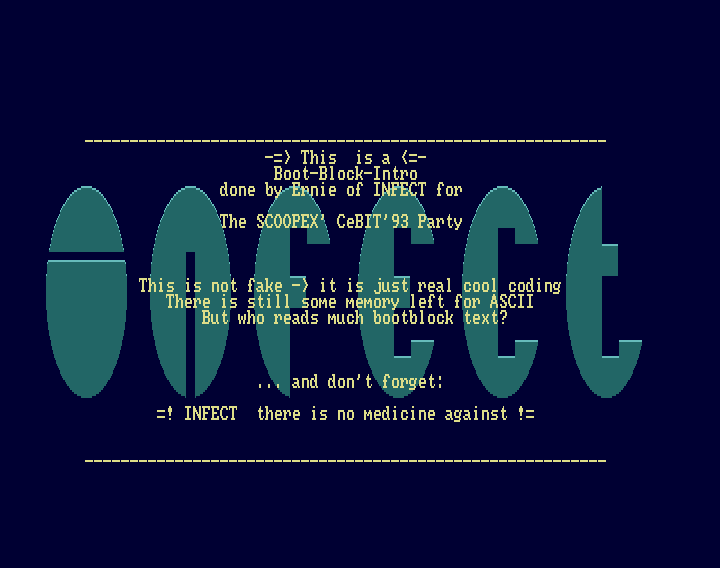 -=> This  is a <=-
Boot-Block-Intro
done by Ernie of INFECT for
The SCOOPEX' CeBIT'93 Party
infect
This is not fake -> it is just real cool coding
There is still some memory left for ASCII
But who reads much bootblock text?
... and don't forget:
=! INFECT  there is no medicine against !=